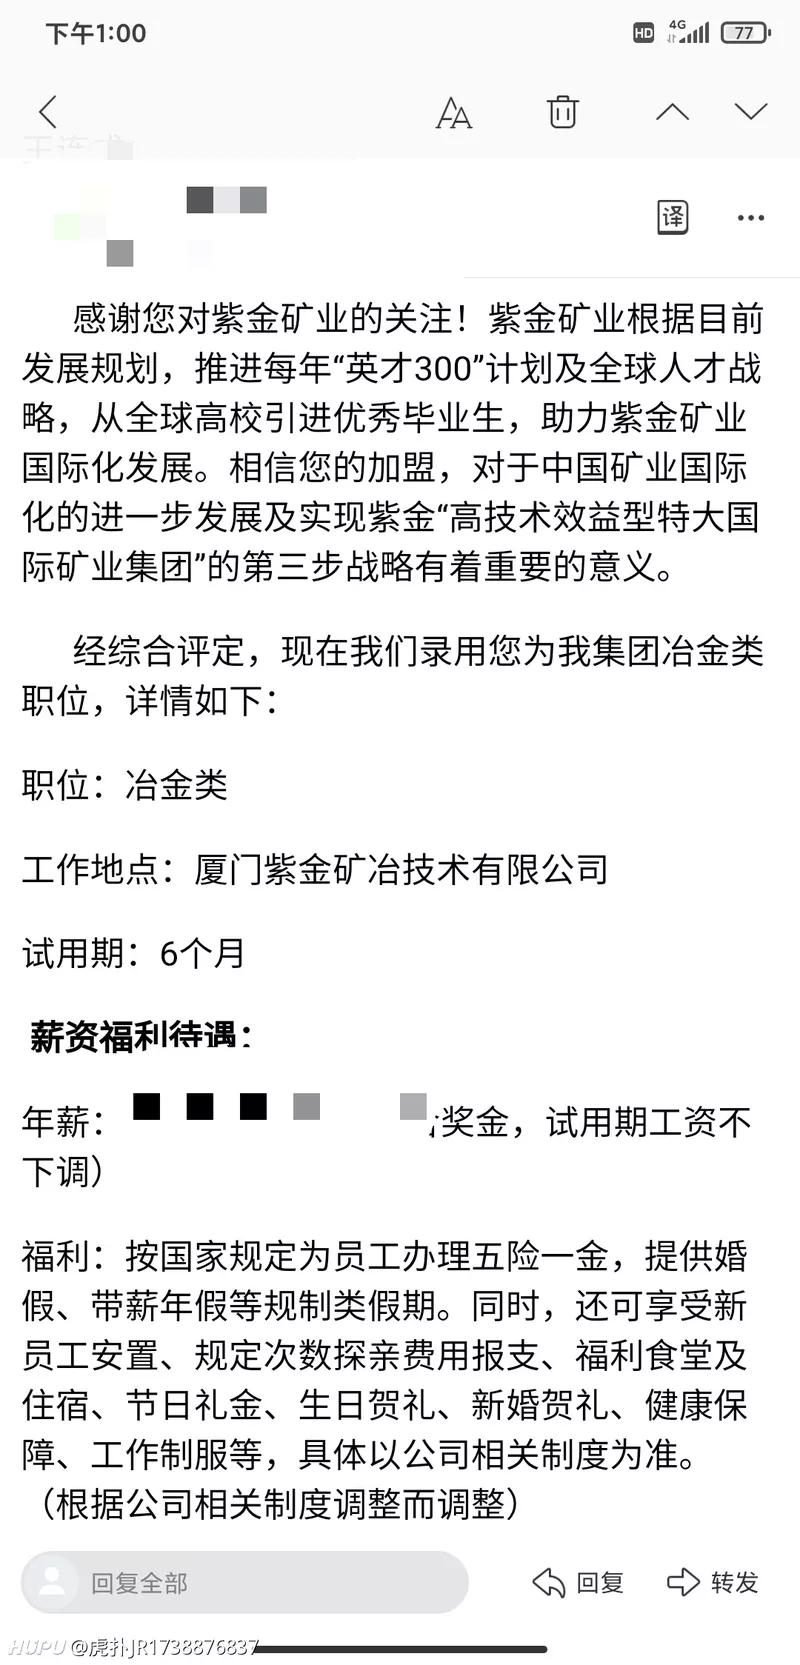 下午1:00
HD 4G 77
译
感谢您对紫金矿业的关注！紫金矿业根据目前
发展规划，推进每年“英才300”计划及全球人才战
略，从全球高校引进优秀毕业生，助力紫金矿业
国际化发展。相信您的加盟，对于中国矿业国际
化的进一步发展及实现紫金“高技术效益型特大国
际矿业集团”的第三步战略有着重要的意义。
经综合评定，现在我们录用您为我集团冶金类
职位，详情如下：
职位：冶金类
工作地点：厦门紫金矿冶技术有限公司
试用期：6个月
薪资福利待遇：
年薪：奖金，试用期工资不
下调）
福利：按国家规定为员工办理五险一金，提供婚
假、带薪年假等规制类假期。同时，还可享受新
员工安置、规定次数探亲费用报支、福利食堂及
住宿、节日礼金、生日贺礼、新婚贺礼、健康保
障、工作制服等，具体以公司相关制度为准。
（根据公司相关制度调整而调整）
回复全部 回复 转发
HUPU @虎扑JR1738876837